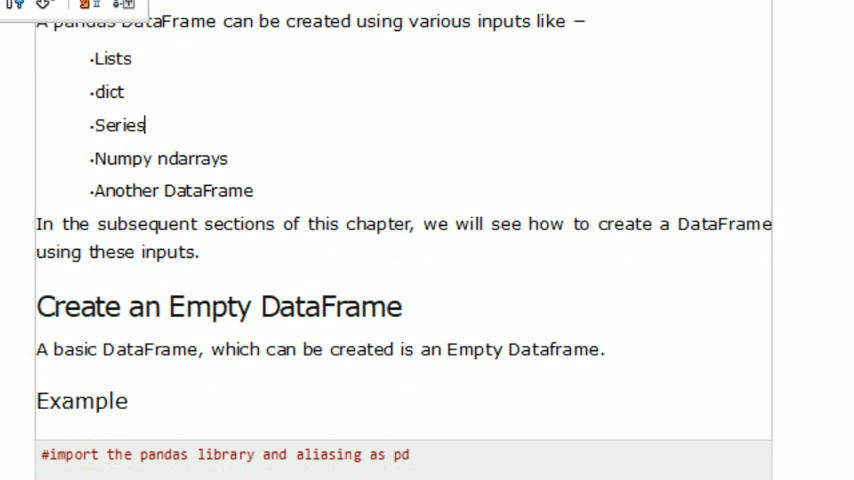 A pandas DataFrame can be created using various inputs like −
•Lists
•dict
•Series
•Numpy ndarrays
•Another DataFrame
In the subsequent sections of this chapter, we will see how to create a DataFrame
using these inputs.
Create an Empty DataFrame
A basic DataFrame, which can be created is an Empty Dataframe.
Example
#import the pandas library and aliasing as pd